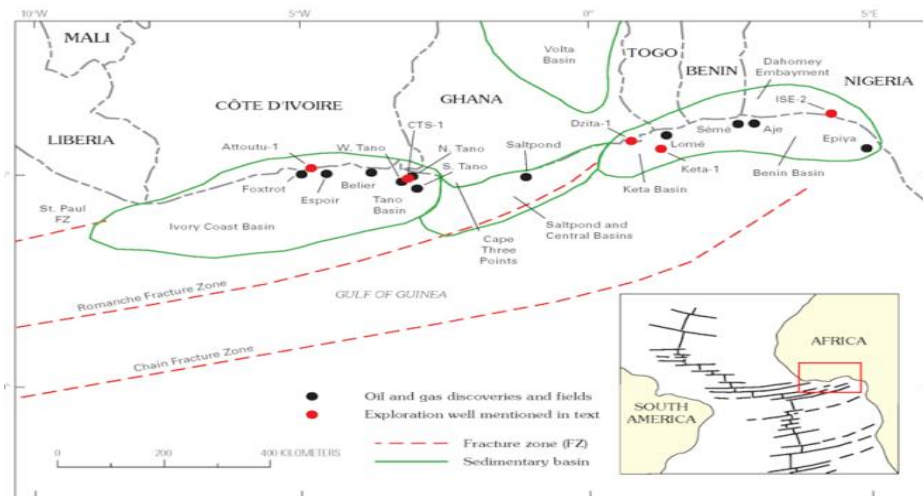 10°W
5°W
0°
5°E
MALI
Volta
Basin
TOGO
BENIN
Dahomey
Embayment
NIGERIA
CÔTE D'IVOIRE
GHANA
ISE-2
LIBERIA
CTS-1
Dzita-1
Sèmè
Aje
Attoutu-1
W. Tano
N. Tano
S. Tano
Saltpond
Lomé
Epiya
Foxtrot
Espoir
Belier
Tano
Basin
Keta-1
Keta Basin
Benin Basin
St. Paul
FZ
Ivory Coast Basin
Cape
Three
Points
Saltpond and
Central Basins
Romanche Fracture Zone
GULF OF GUINEA
Chain Fracture Zone
AFRICA
SOUTH
AMERICA
Oil and gas discoveries and fields
Exploration well mentioned in text
Fracture zone (FZ)
Sedimentary basin
0
200
400 KILOMETERS